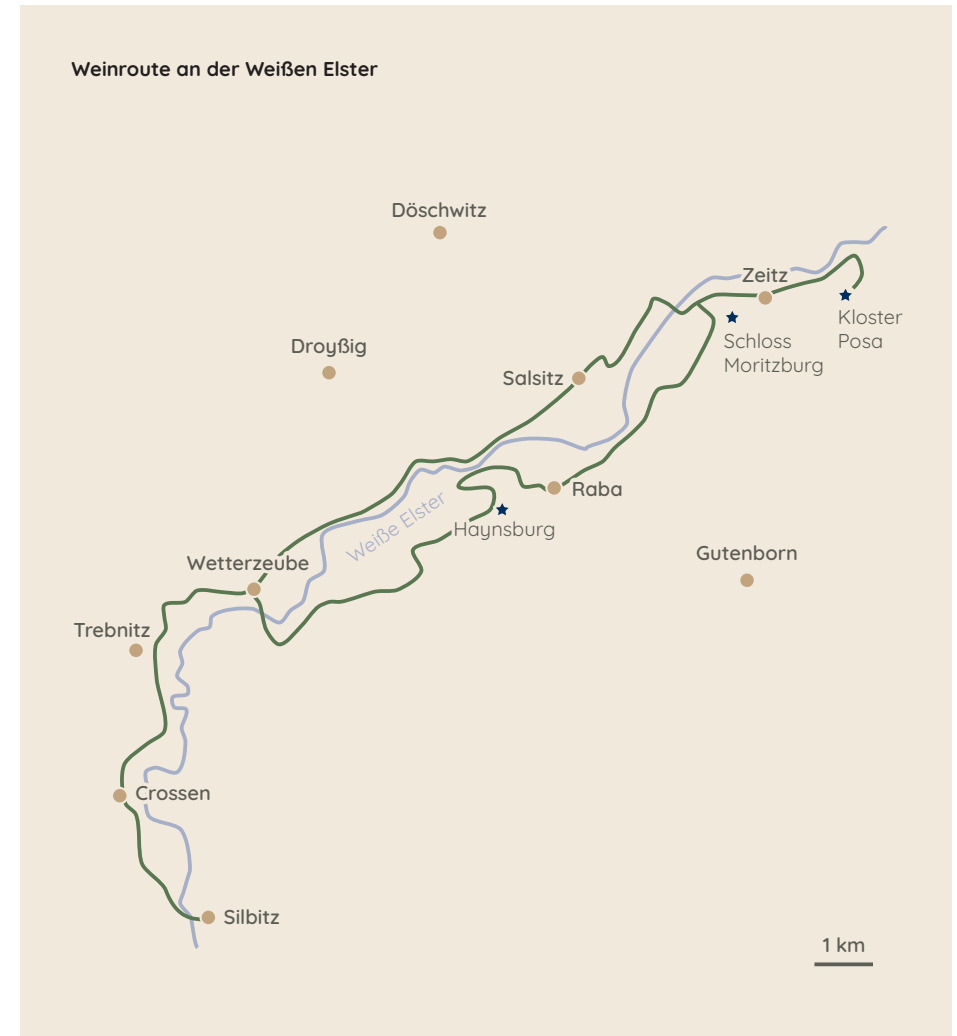 Weinroute an der Weißen Elster
Döschwitz
Zeitz
Kloster
Posa
Schloss
Moritzburg
Droyßig
Salsitz
Raba
Weiße Elster
Haynsburg
Gutenborn
Wetterzeube
Trebnitz
Crossen
Silbitz
1 km